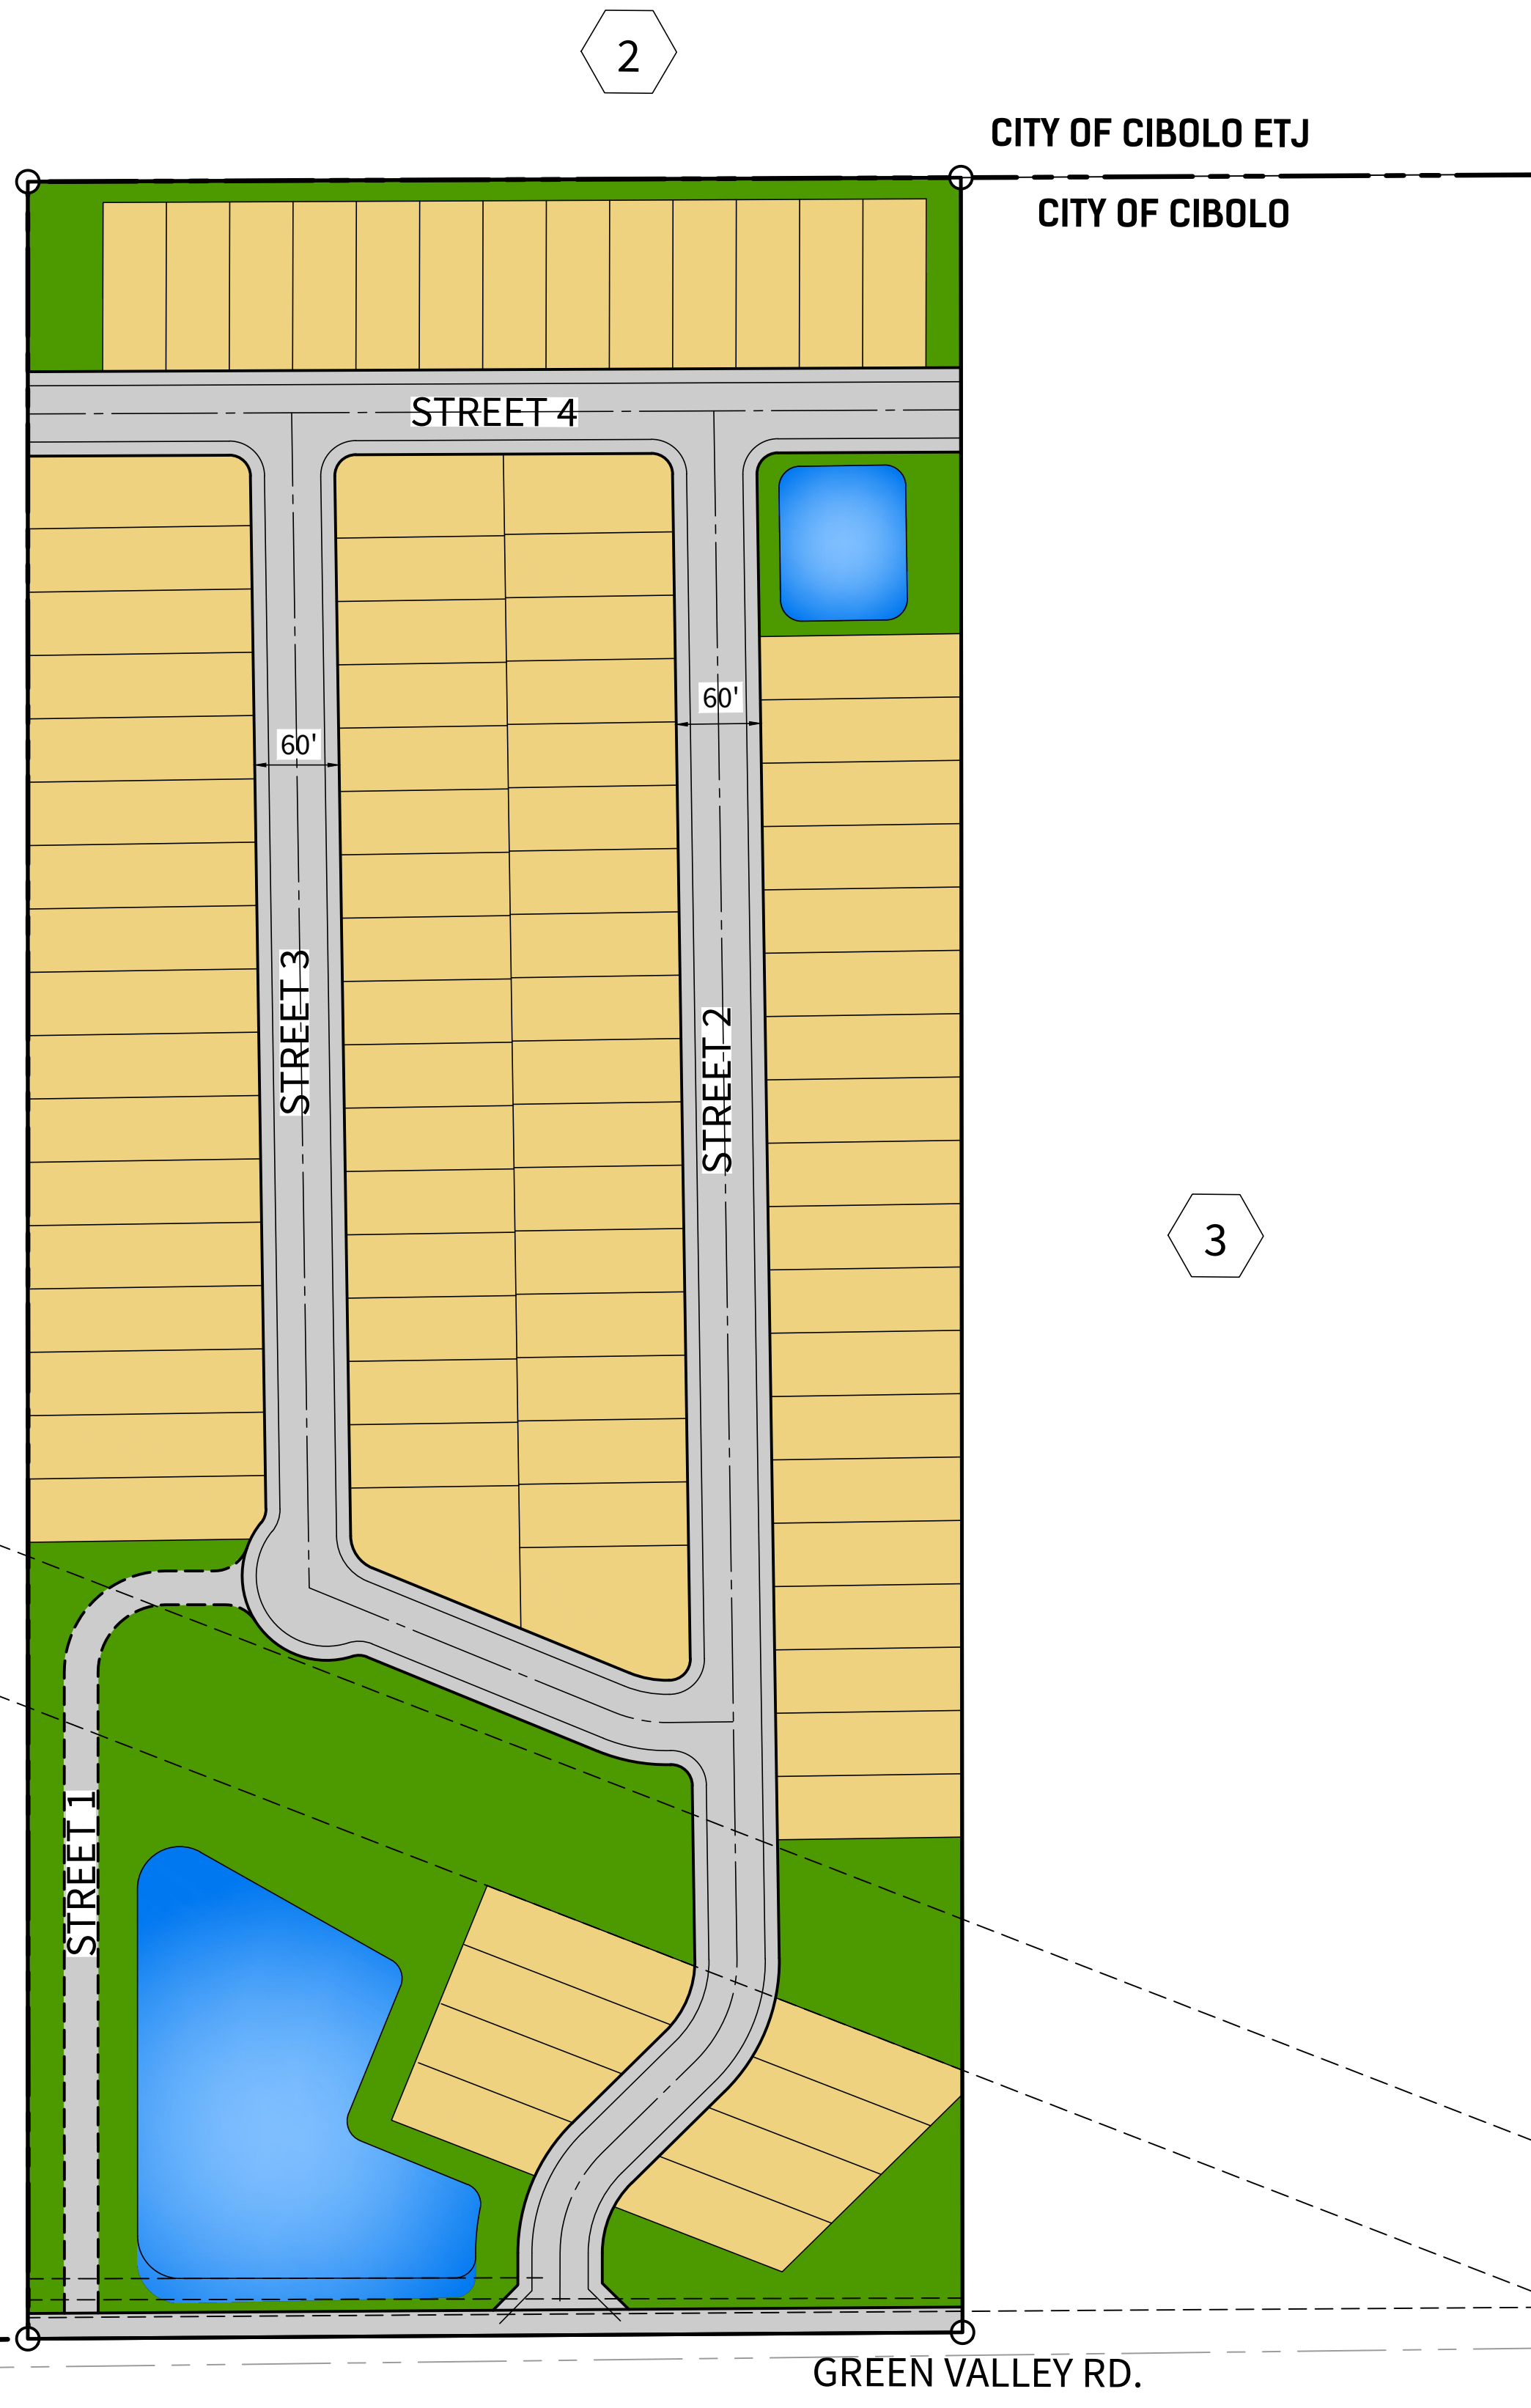 2
CITY OF CIBOLO ETJ
CITY OF CIBOLO
STREET 4
60'
60'
STREET 3
STREET 2
3
STREET 1
GREEN VALLEY RD.